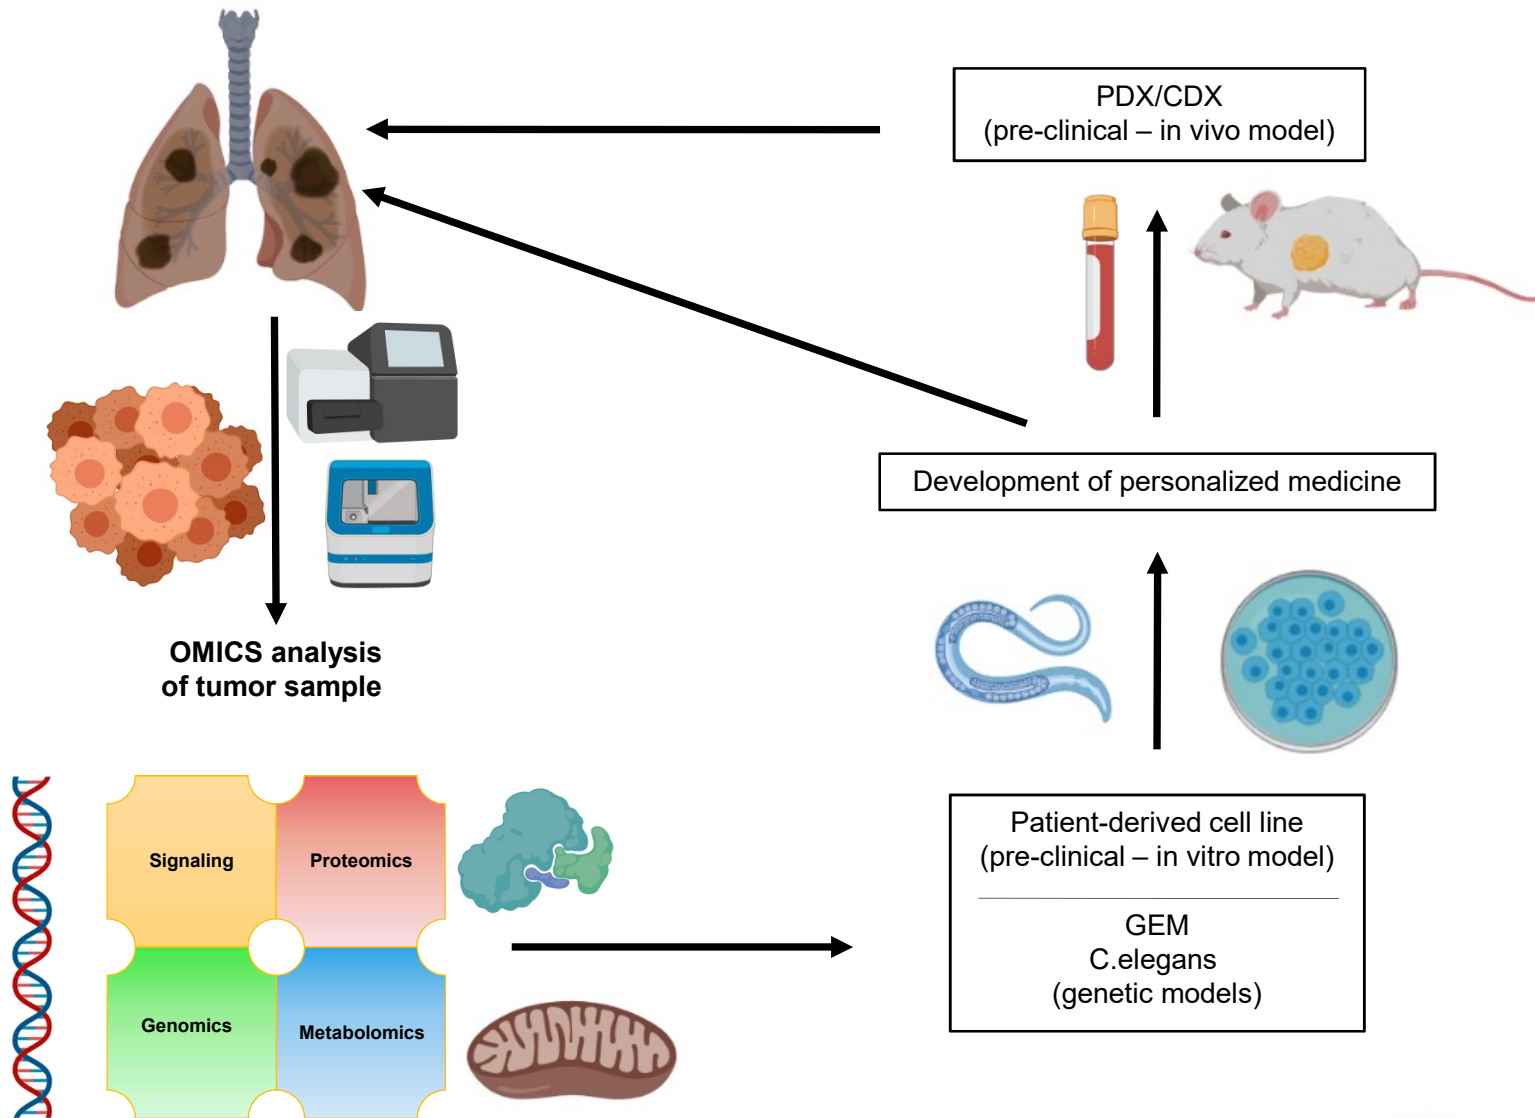 PDX/CDX
(pre-clinical – in vivo model)
Development of personalized medicine
OMICS analysis
of tumor sample
Signaling
Proteomics
Genomics
Metabolomics
Patient-derived cell line
(pre-clinical – in vitro model)
GEM
C.elegans
(genetic models)